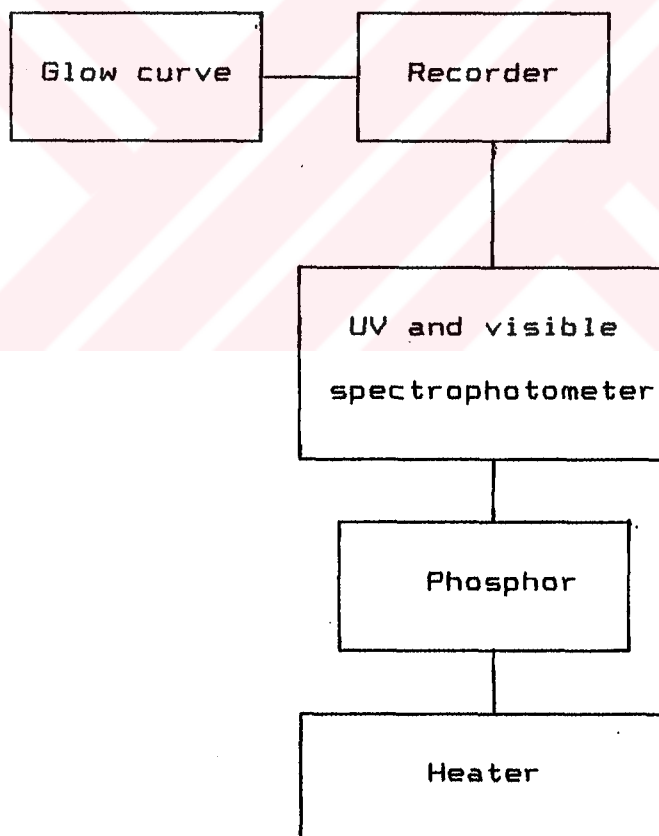 Glow curve
Recorder
UV and visible
spectrophotometer
Phosphor
Heater